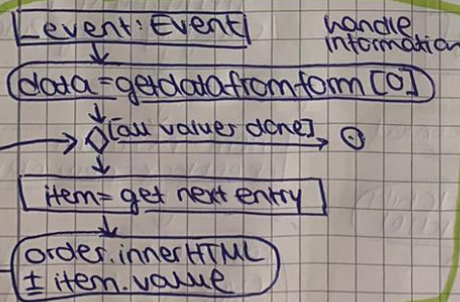 event: Event
handle
information
data = getdatafromform [0]
[all values done]
item = get next entry
order.innerHTML
± item.value